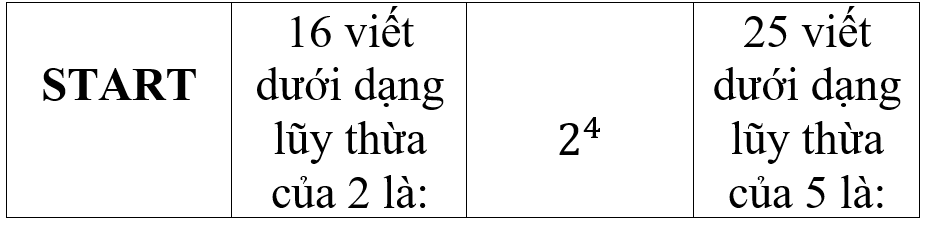 START
16 viết
dưới dạng
lũy thừa
của 2 là:
2⁴
25 viết
dưới dạng
lũy thừa
của 5 là: